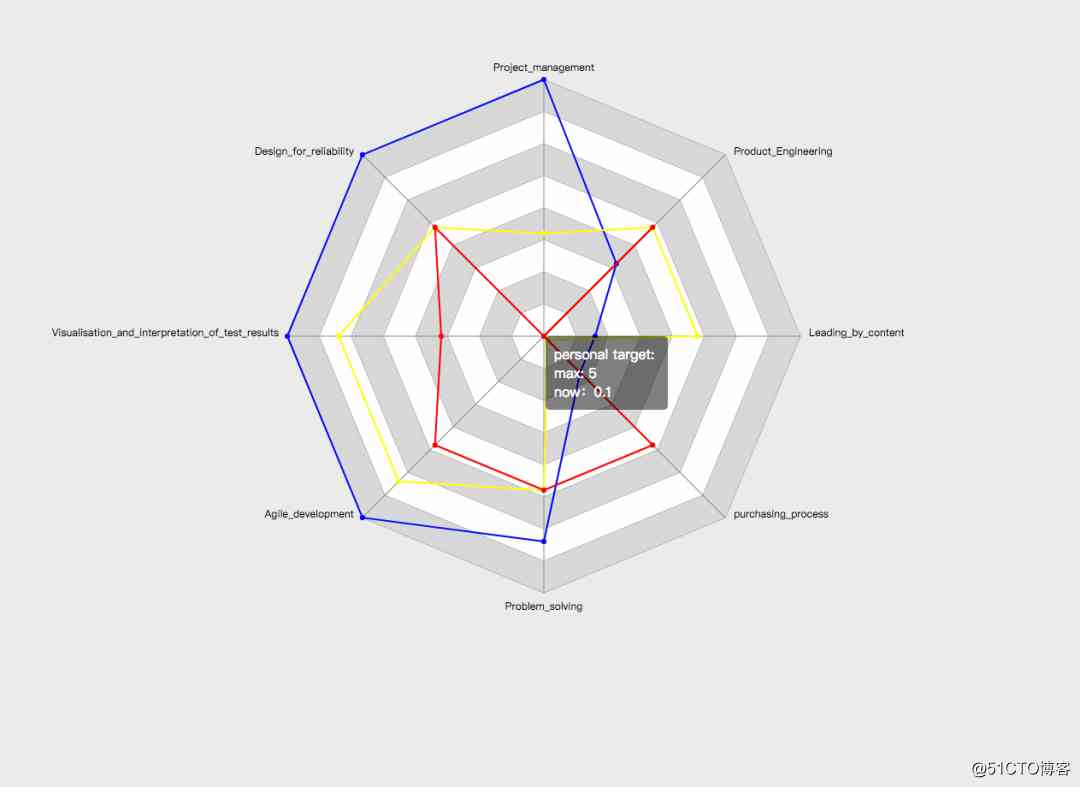 Project_management
Design_for_reliability
Product_Engineering
Visualisation_and_interpretation_of_test_results
Leading_by_content
personal target:
max: 5
now：0.1
Agile_development
purchasing_process
Problem_solving
@51CTO博客